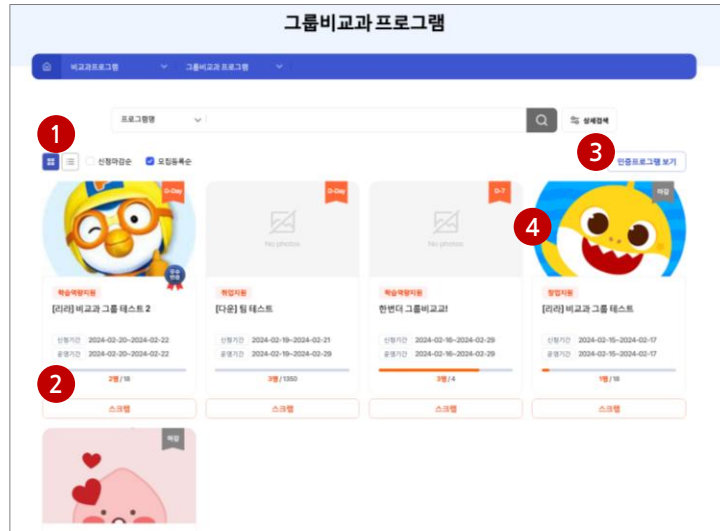 그룹비교과 프로그램
비교과프로그램 그룹비교과 프로그램
프로그램명 상세검색
1
3
신청마감순 모집등록순 인증프로그램 보기
D-Day D-Day D-7 마감
4
No photos No photos
우수
학습역량지원 취업지원 학습역량지원 창업지원
[리라] 비교과 그룹 테스트 2 [다운] 팀 테스트 한번더 그룹비교교! [리라] 비교과 그룹 테스트
신청기간 2024-02-20~2024-02-22 신청기간 2024-02-19~2024-02-21 신청기간 2024-02-16~2024-02-29 신청기간 2024-02-15~2024-02-17
운영기간 2024-02-20~2024-02-22 운영기간 2024-02-19~2024-02-29 운영기간 2024-02-16~2024-02-29 운영기간 2024-02-15~2024-02-17
2
2명 / 18 3명 / 1350 3명 / 4 1명 / 18
스크랩 스크랩 스크랩 스크랩
마감